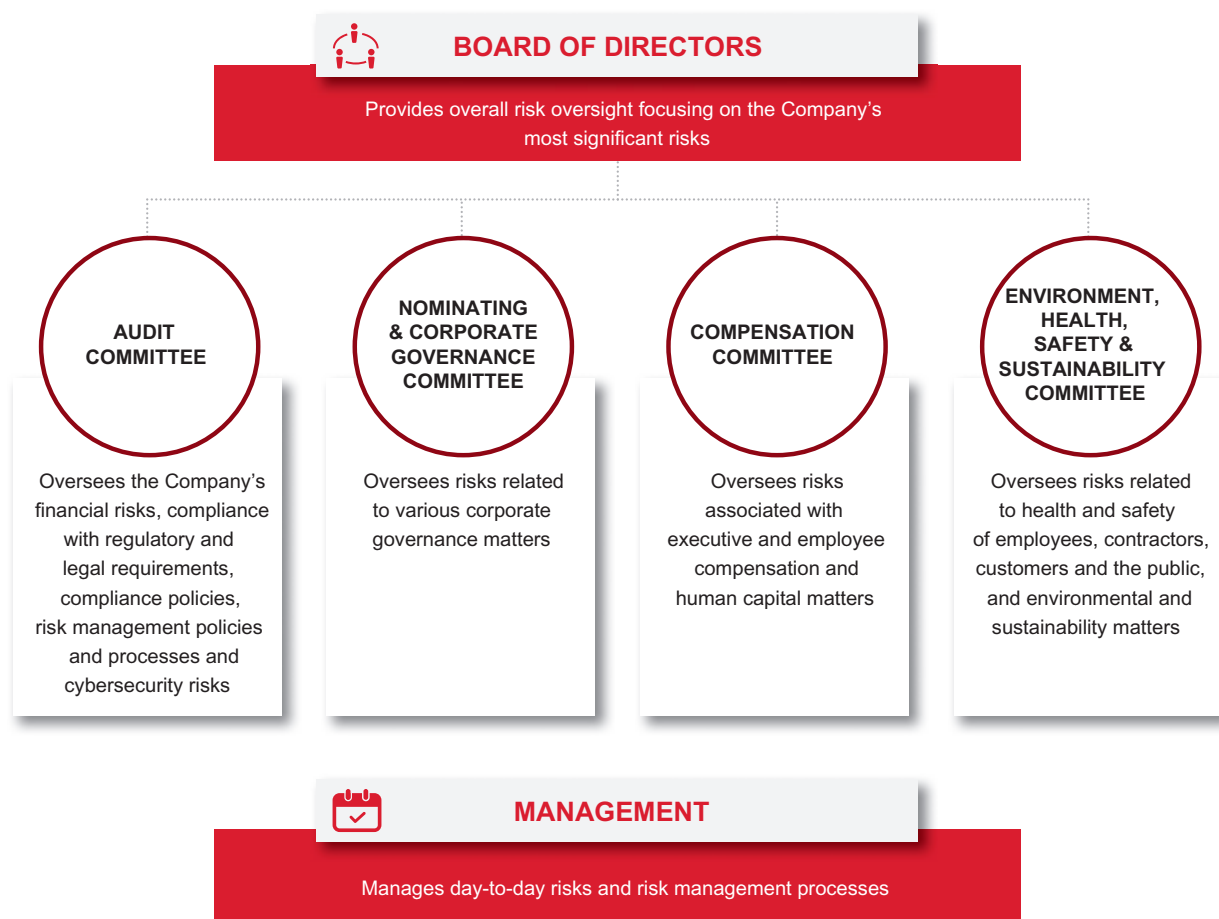 BOARD OF DIRECTORS
Provides overall risk oversight focusing on the Company’s
most significant risks
AUDIT
COMMITTEE
Oversees the Company’s
financial risks, compliance
with regulatory and
legal requirements,
compliance policies,
risk management policies
and processes and
cybersecurity risks
NOMINATING
& CORPORATE
GOVERNANCE
COMMITTEE
Oversees risks related
to various corporate
governance matters
COMPENSATION
COMMITTEE
Oversees risks
associated with
executive and employee
compensation and
human capital matters
ENVIRONMENT,
HEALTH,
SAFETY &
SUSTAINABILITY
COMMITTEE
Oversees risks related
to health and safety
of employees, contractors,
customers and the public,
and environmental and
sustainability matters
MANAGEMENT
Manages day-to-day risks and risk management processes